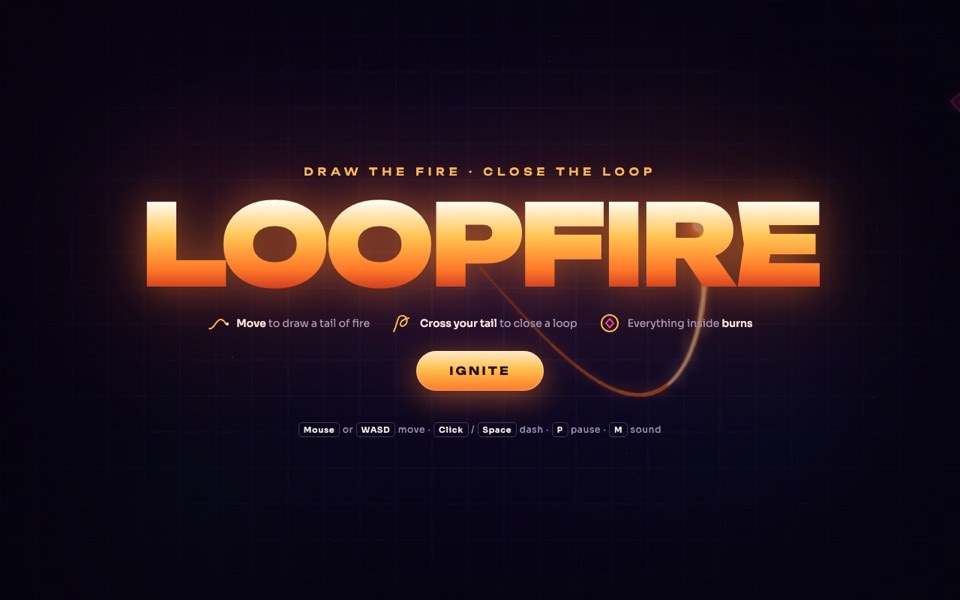 DRAW THE FIRE · CLOSE THE LOOP
LOOPFIRE
Move to draw a tail of fire Cross your tail to close a loop Everything inside burns
IGNITE
Mouse or WASD move · Click / Space dash · P pause · M sound